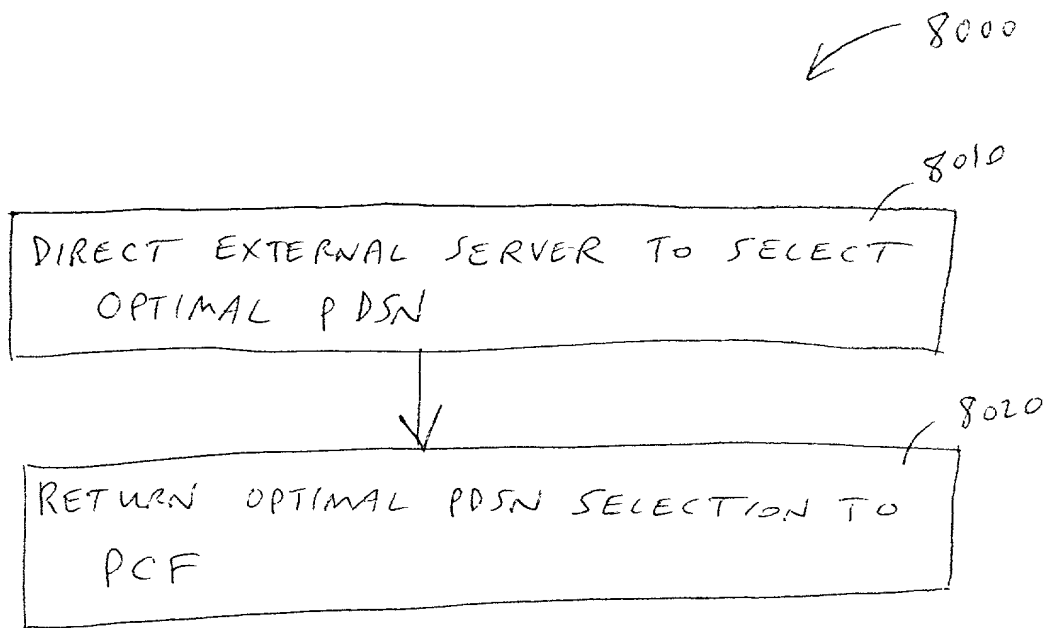 8000
8010
DIRECT EXTERNAL SERVER TO SELECT
OPTIMAL PDSN
8020
RETURN OPTIMAL PDSN SELECTION TO
PCF